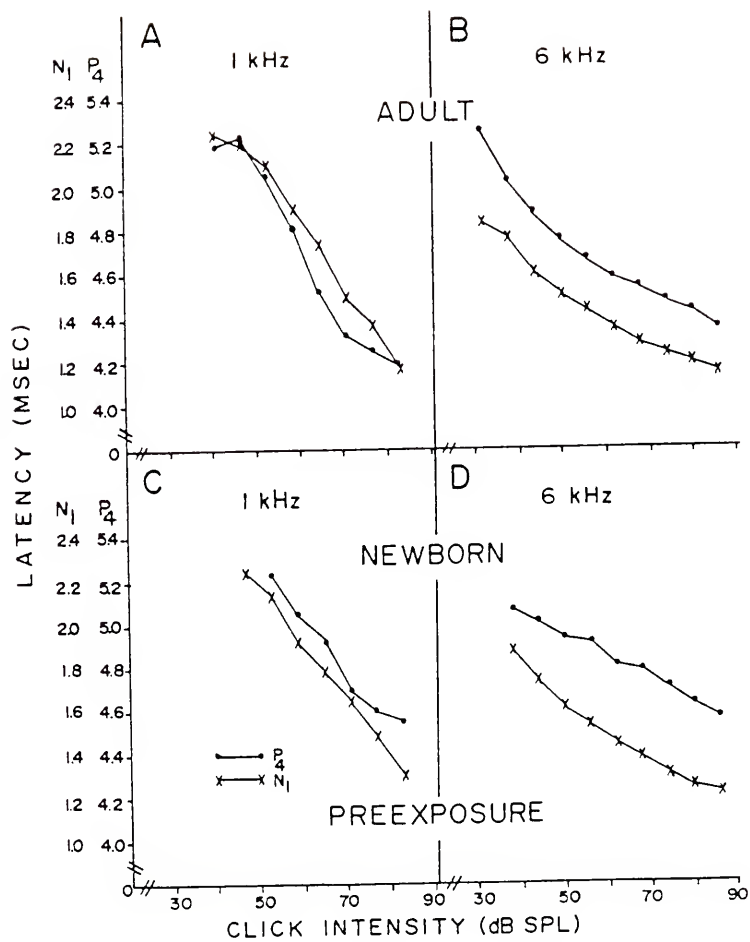 A
1 kHz
B
6 kHz
ADULT
N1 P4
2.4 5.4
2.2 5.2
2.0 5.0
1.8 4.8
1.6 4.6
1.4 4.4
1.2 4.2
1.0 4.0
0
LATENCY (MSEC)
C
1 kHz
D
6 kHz
NEWBORN
N1 P4
2.4 5.4
2.2 5.2
2.0 5.0
1.8 4.8
1.6 4.6
1.4 4.4
1.2 4.2
1.0 4.0
0
P4
N1
PREEXPOSURE
30 50 70 90 30 50 70 90
CLICK INTENSITY (dB SPL)